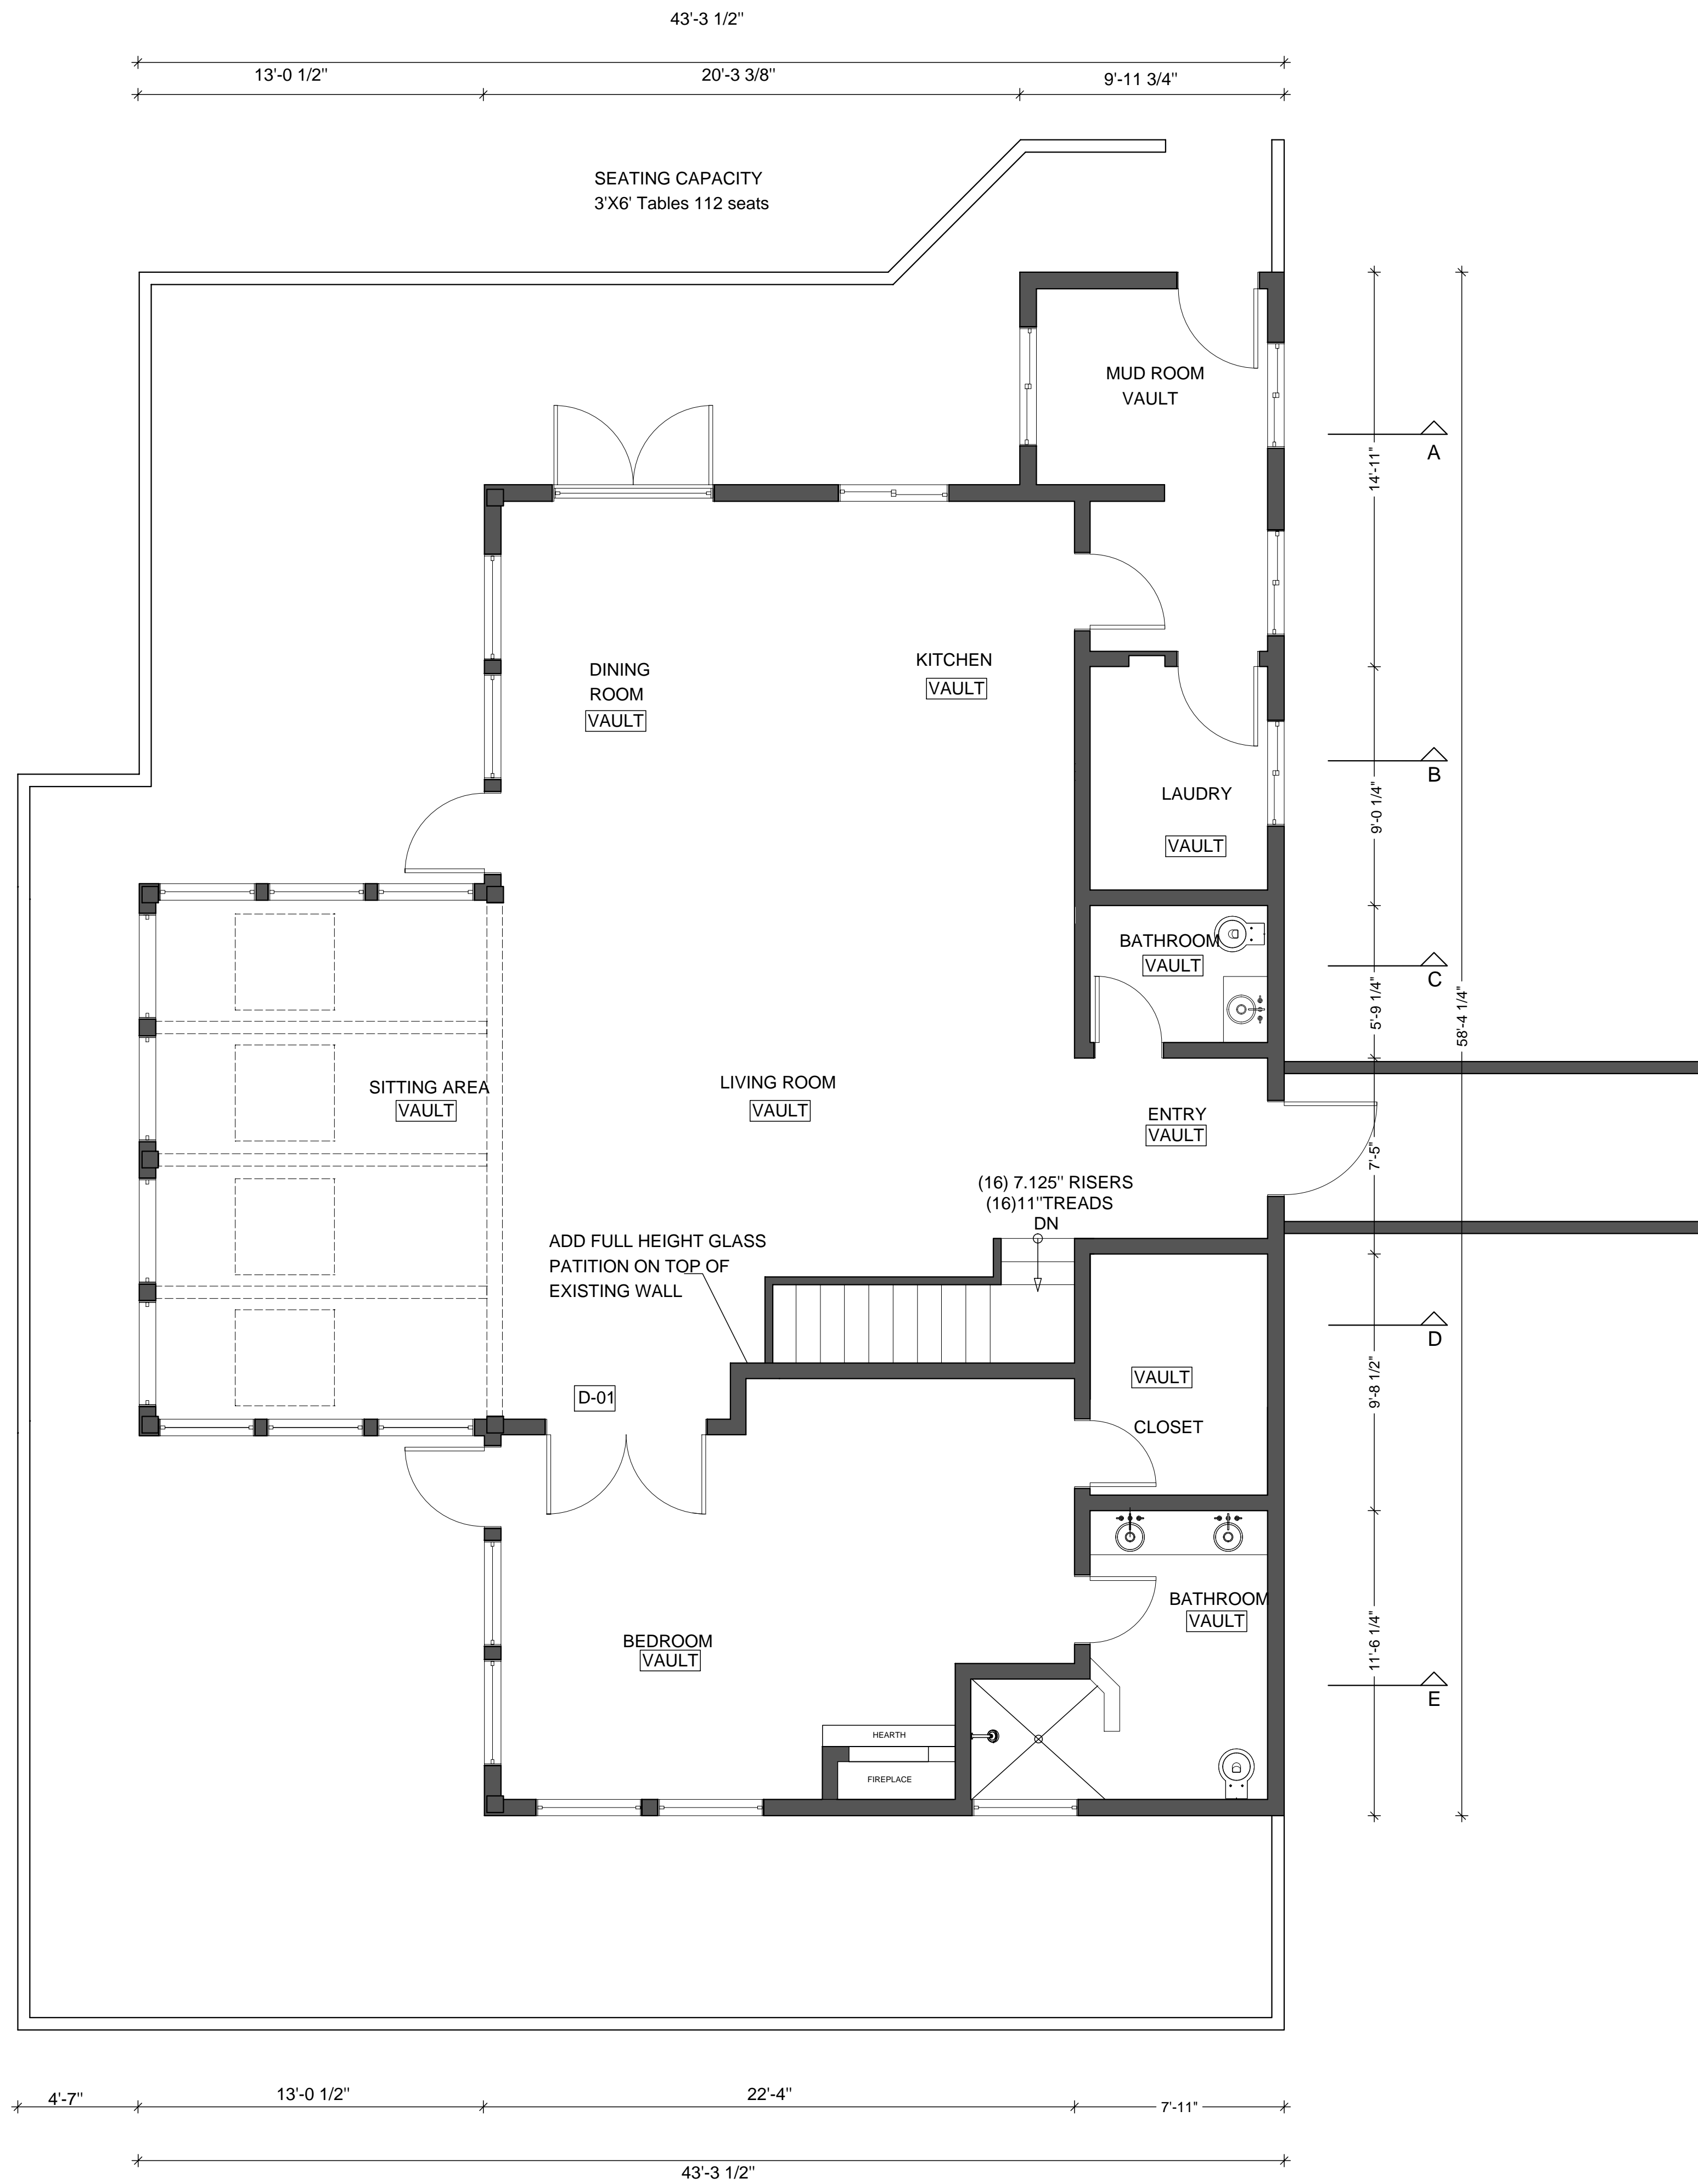 43'-3 1/2"
13'-0 1/2"
20'-3 3/8"
9'-11 3/4"
SEATING CAPACITY
3'X6' Tables 112 seats
MUD ROOM
VAULT
A
14'-11"
DINING
ROOM
VAULT
KITCHEN
VAULT
B
LAUDRY
VAULT
9'-0 1/4"
BATHROOM
VAULT
C
5'-9 1/4"
58'-4 1/4"
SITTING AREA
VAULT
LIVING ROOM
VAULT
ENTRY
VAULT
7'-5"
(16) 7.125" RISERS
(16)11"TREADS
DN
ADD FULL HEIGHT GLASS
PATITION ON TOP OF
EXISTING WALL
D
D-01
VAULT
CLOSET
9'-8 1/2"
BATHROOM
VAULT
BEDROOM
VAULT
11'-6 1/4"
E
HEARTH
FIREPLACE
4'-7"
13'-0 1/2"
22'-4"
7'-11"
43'-3 1/2"